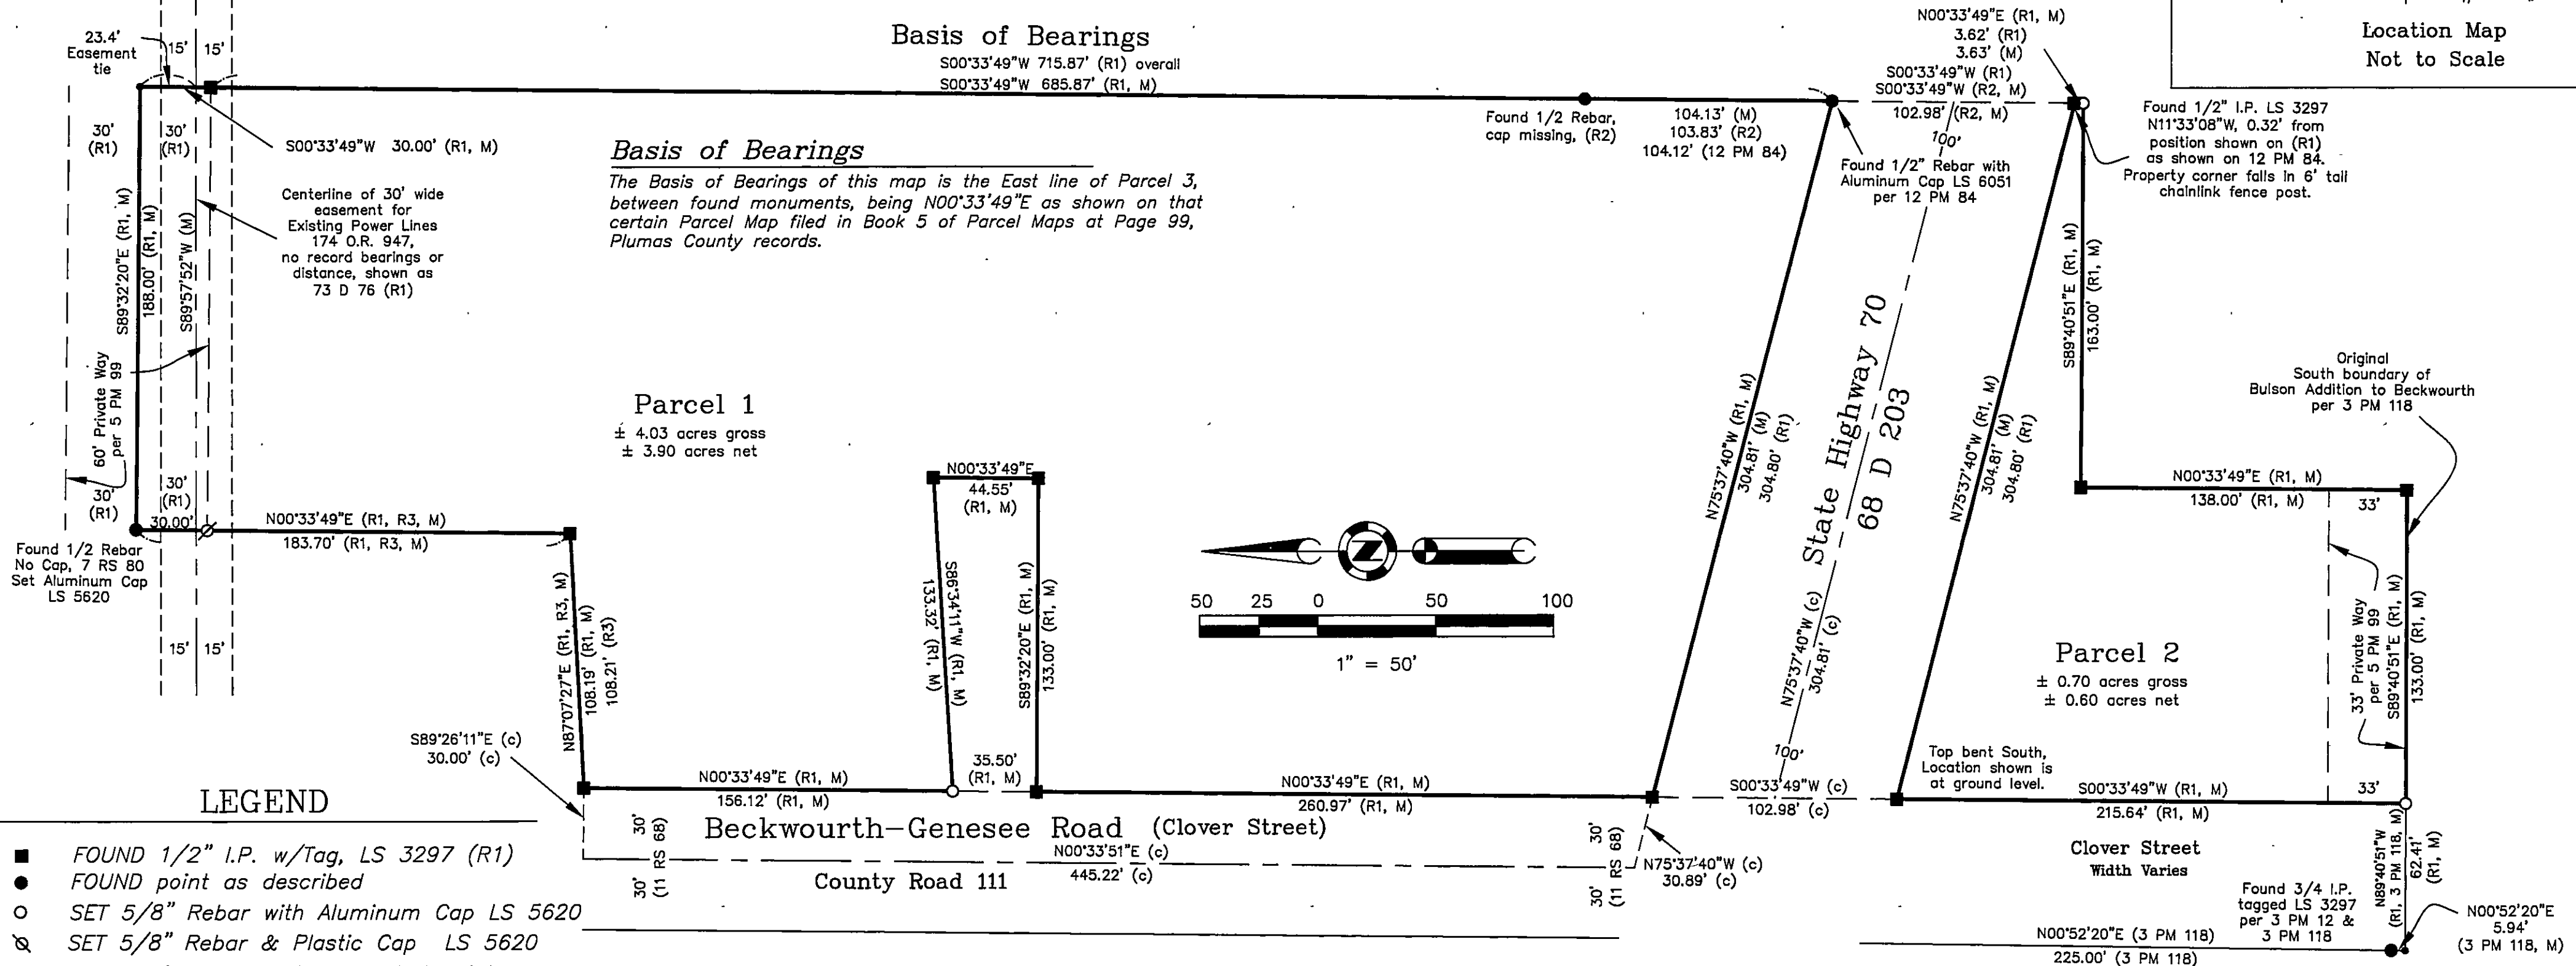 Basis of Bearings
S00°33'49"W 715.87' (R1) overall
S00°33'49"W 685.87' (R1, M)
23.4'
Easement
tie
15'
15'
30'
(R1)
30'
(R1)
S00°33'49"W 30.00' (R1, M)
Centerline of 30' wide
easement for
Existing Power Lines
174 O.R. 947,
no record bearings or
distance, shown as
73 D 76 (R1)
S89°32'20"E (R1, M)
188.00' (R1, M)
S89°57'52"W (M)
60' Private Way
per 5 PM 99
30'
(R1)
30'
(R1)
30.00'
Found 1/2 Rebar
No Cap, 7 RS 80
Set Aluminum Cap
LS 5620
15'
15'
Basis of Bearings
The Basis of Bearings of this map is the East line of Parcel 3,
between found monuments, being N00°33'49"E as shown on that
certain Parcel Map filed in Book 5 of Parcel Maps at Page 99,
Plumas County records.
Found 1/2 Rebar,
cap missing, (R2)
104.13' (M)
103.83' (R2)
104.12' (12 PM 84)
N00°33'49"E (R1, M)
3.62' (R1)
3.63' (M)
S00°33'49"W (R1)
S00°33'49"W (R2, M)
102.98' (R2, M)
100'
Found 1/2" Rebar with
Aluminum Cap LS 6051
per 12 PM 84
Location Map
Not to Scale
Found 1/2" I.P. LS 3297
N11°33'08"W, 0.32' from
position shown on (R1)
as shown on 12 PM 84.
Property corner falls in 6' tall
chainlink fence post.
S89°40'51"E (R1, M)
163.00' (R1, M)
Original
South boundary of
Bulson Addition to Beckwourth
per 3 PM 118
N00°33'49"E (R1, M)
138.00' (R1, M)
33'
Parcel 1
± 4.03 acres gross
± 3.90 acres net
N00°33'49"E (R1, R3, M)
183.70' (R1, R3, M)
N87°07'27"E (R1, R3, M)
108.19' (R1, M)
108.21' (R3)
N00°33'49"E
44.55'
(R1, M)
S86°34'11"W (R1, M)
133.32' (R1, M)
S89°32'20"E (R1, M)
133.00' (R1, M)
50 25 0 50 100
1" = 50'
N75°37'40"W (R1, M)
304.81' (M)
304.80' (R1)
State Highway 70
68 D 203
N75°37'40"W (c)
304.81' (c)
100'
N75°37'40"W (R1, M)
304.81' (M)
304.80' (R1)
Parcel 2
± 0.70 acres gross
± 0.60 acres net
33' Private Way
per 5 PM 99
S89°40'51"E (R1, M)
133.00' (R1, M)
Top bent South,
Location shown is
at ground level.
S89°26'11"E (c)
30.00' (c)
N00°33'49"E (R1, M)
156.12' (R1, M)
35.50'
(R1, M)
N00°33'49"E (R1, M)
260.97' (R1, M)
S00°33'49"W (c)
102.98' (c)
S00°33'49"W (R1, M)
215.64' (R1, M)
33'
Beckwourth-Genesee Road (Clover Street)
N00°33'51"E (c)
445.22' (c)
County Road 111
30'
30'
(11 RS 68)
30'
30'
(11 RS 68)
N75°37'40"W (c)
30.89' (c)
Clover Street
Width Varies
N89°40'51"W
(R1, 3 PM 118, M)
62.41'
(R1, M)
Found 3/4 I.P.
tagged LS 3297
per 3 PM 12 &
3 PM 118
N00°52'20"E
5.94'
(3 PM 118, M)
N00°52'20"E (3 PM 118)
225.00' (3 PM 118)
LEGEND
FOUND 1/2" I.P. w/Tag, LS 3297 (R1)
FOUND point as described
SET 5/8" Rebar with Aluminum Cap LS 5620
SET 5/8" Rebar & Plastic Cap LS 5620